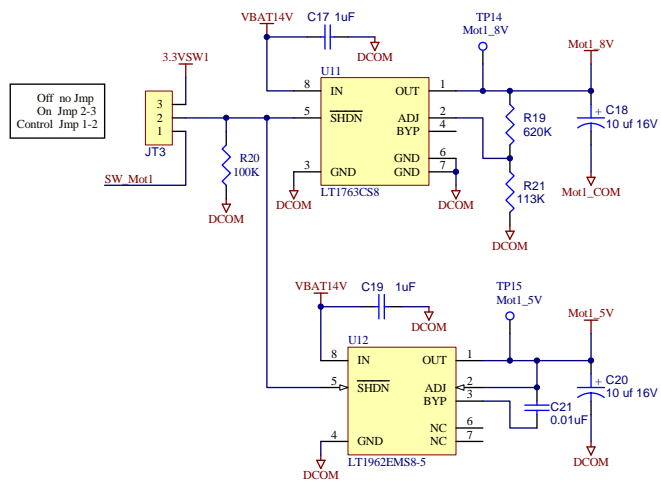 VBAT14V
C17 1uF
DCOM
TP14
Mot1_8V
Mot1_8V
3.3VSW1
Off no Jmp
On Jmp 2-3
Control Jmp 1-2
3
2
1
JT3
SW_Mot1
R20
100K
DCOM
U11
8 IN OUT 1
5 SHDN ADJ 2
BYP 4
GND 6
3 GND GND 7
LT1763CS8
DCOM
DCOM
R19
620K
R21
113K
DCOM
+ C18
10 uf 16V
Mot1_COM
VBAT14V
C19 1uF
DCOM
TP15
Mot1_5V
Mot1_5V
U12
8 IN OUT 1
5 SHDN ADJ 2
BYP 3
NC 6
4 GND NC 7
LT1962EMS8-5
DCOM
C21
0.01uF
+ C20
10 uf 16V
DCOM